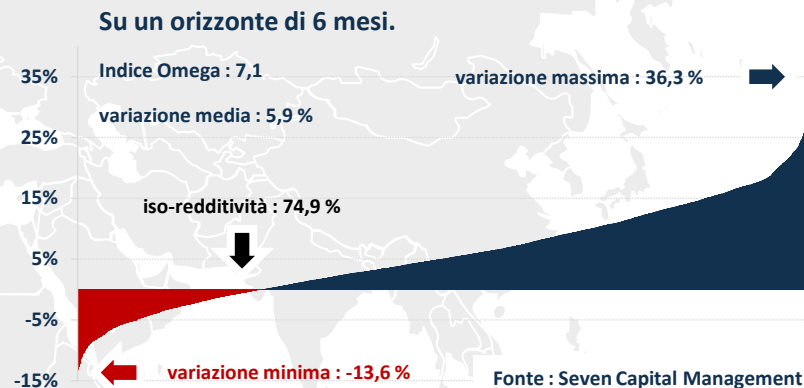 Su un orizzonte di 6 mesi.
35%
Indice Omega : 7,1
variazione massima : 36,3 %
variazione media : 5,9 %
25%
15%
iso-redditività : 74,9 %
5%
-5%
-15%
variazione minima : -13,6 %
Fonte : Seven Capital Management